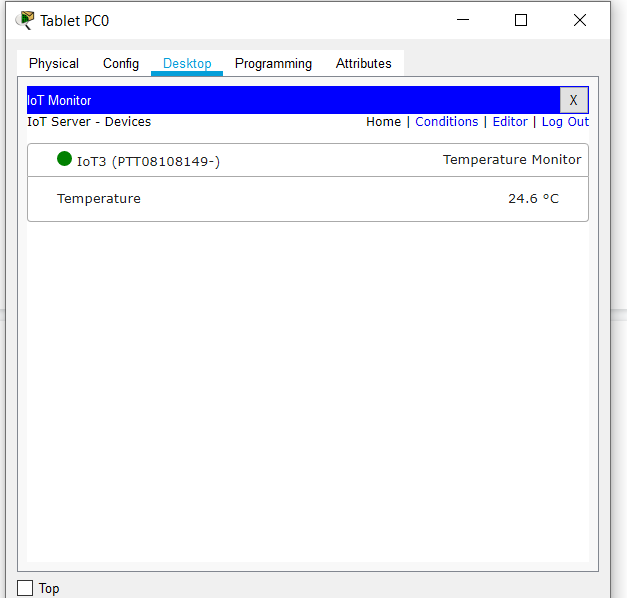 Tablet PC0
Physical Config Desktop Programming Attributes
IoT Monitor X
IoT Server - Devices Home | Conditions | Editor | Log Out
IoT3 (PTT08108149-) Temperature Monitor
Temperature 24.6 °C
Top